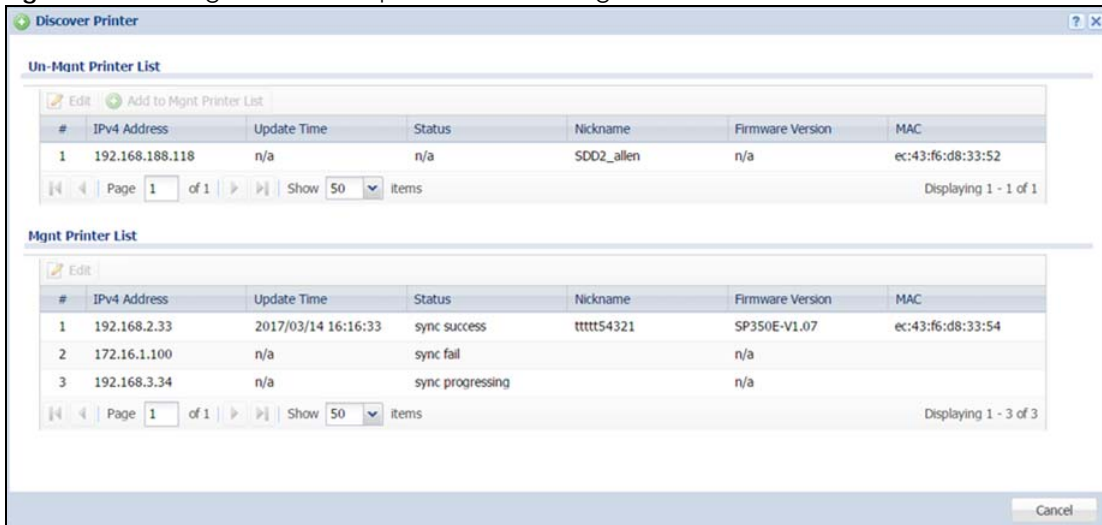 Discover Printer ? X
Un-Mgnt Printer List
Edit Add to Mgnt Printer List
# IPv4 Address Update Time Status Nickname Firmware Version MAC
1 192.168.188.118 n/a n/a SDD2_allen n/a ec:43:f6:d8:33:52
Page 1 of 1 Show 50 items Displaying 1 - 1 of 1
Mgnt Printer List
Edit
# IPv4 Address Update Time Status Nickname Firmware Version MAC
1 192.168.2.33 2017/03/14 16:16:33 sync success ttttt54321 SP350E-V1.07 ec:43:f6:d8:33:54
2 172.16.1.100 n/a sync fail n/a
3 192.168.3.34 n/a sync progressing n/a
Page 1 of 1 Show 50 items Displaying 1 - 3 of 3
Cancel